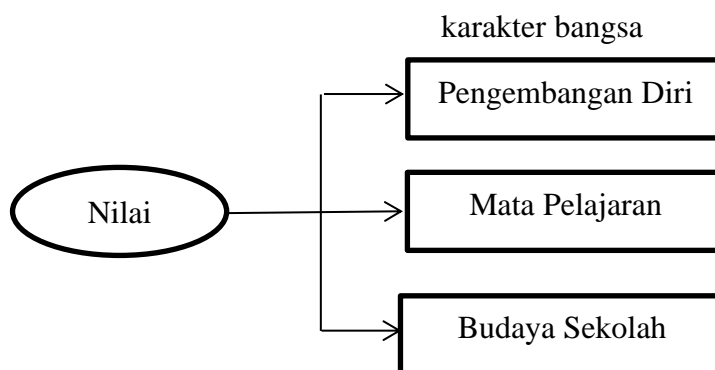 karakter bangsa
Pengembangan Diri
Nilai
Mata Pelajaran
Budaya Sekolah